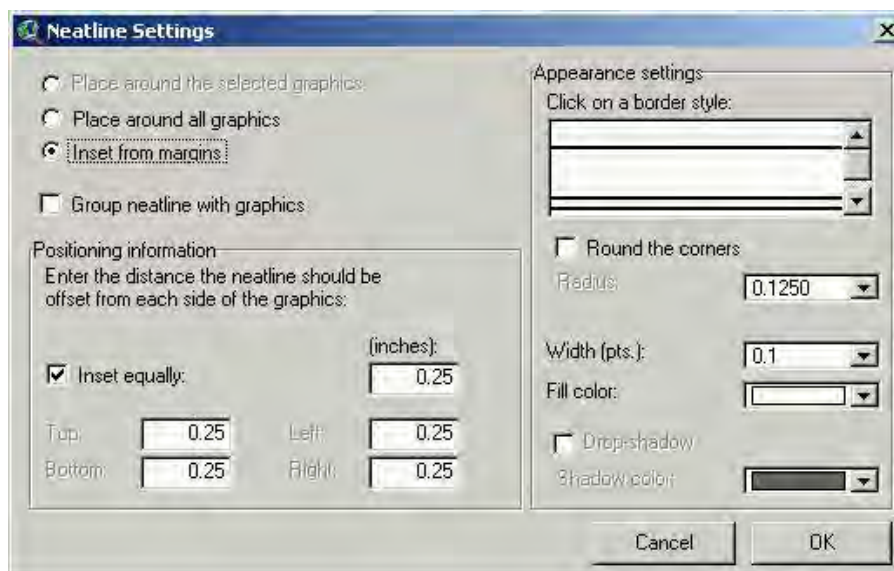 Neatline Settings
Place around the selected graphics
Place around all graphics
Inset from margins
Group neatline with graphics
Positioning information
Enter the distance the neatline should be
offset from each side of the graphics:
(inches):
Inset equally:
0.25
Top:
0.25
Left:
0.25
Bottom:
0.25
Right:
0.25
Appearance settings
Click on a border style:
Round the corners
Radius:
0.1250
Width (pts.):
0.1
Fill color:
Drop-shadow
Shadow color:
Cancel
OK